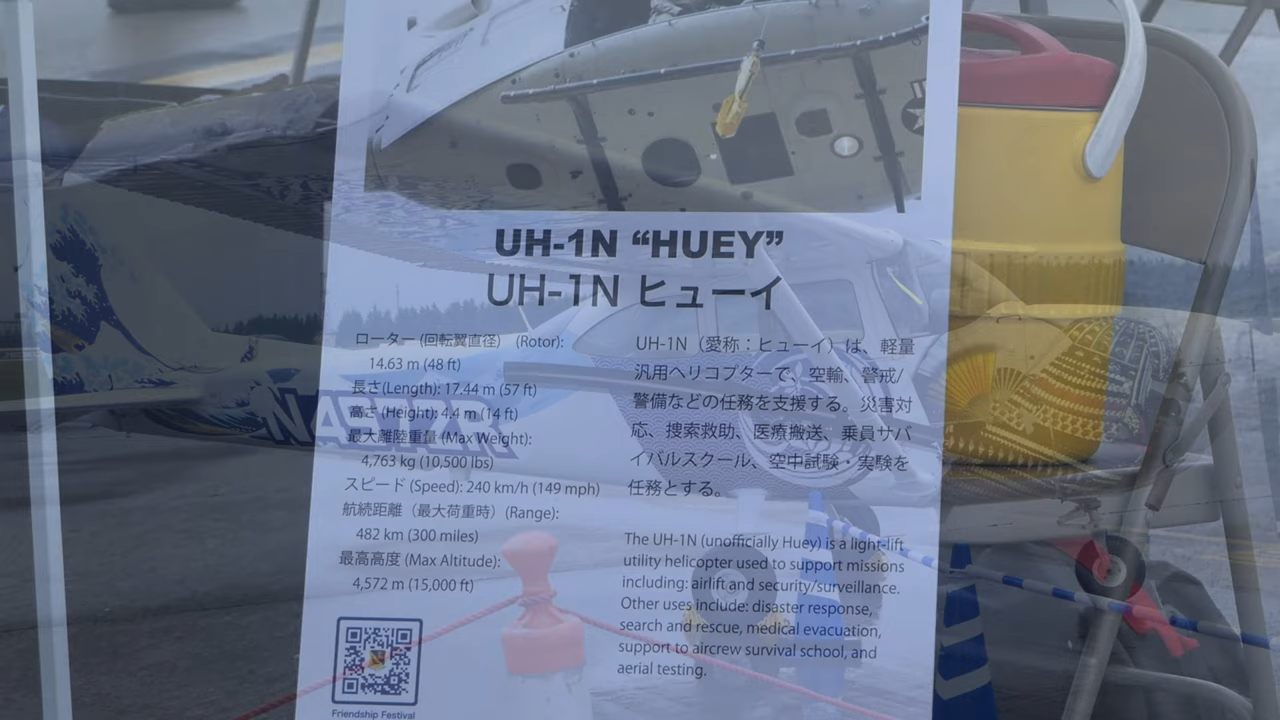 UH-1N “HUEY”
UH-1N ヒューイ
ローター (回転翼直径) (Rotor):
14.63 m (48 ft)
長さ(Length): 17.44 m (57 ft)
高さ (Height): 4.4 m (14 ft)
最大離陸重量 (Max Weight):
4,763 kg (10,500 lbs)
スピード (Speed): 240 km/h (149 mph)
航続距離（最大荷重時）(Range):
482 km (300 miles)
最高高度 (Max Altitude):
4,572 m (15,000 ft)
Friendship Festival
UH-1N（愛称：ヒューイ）は、軽量
汎用ヘリコプターで、空輸、警戒/
警備などの任務を支援する。災害対
応、捜索救助、医療搬送、乗員サバ
イバルスクール、空中試験・実験を
任務とする。
The UH-1N (unofficially Huey) is a light-lift
utility helicopter used to support missions
including: airlift and security/surveillance.
Other uses include: disaster response,
search and rescue, medical evacuation,
support to aircrew survival school, and
aerial testing.